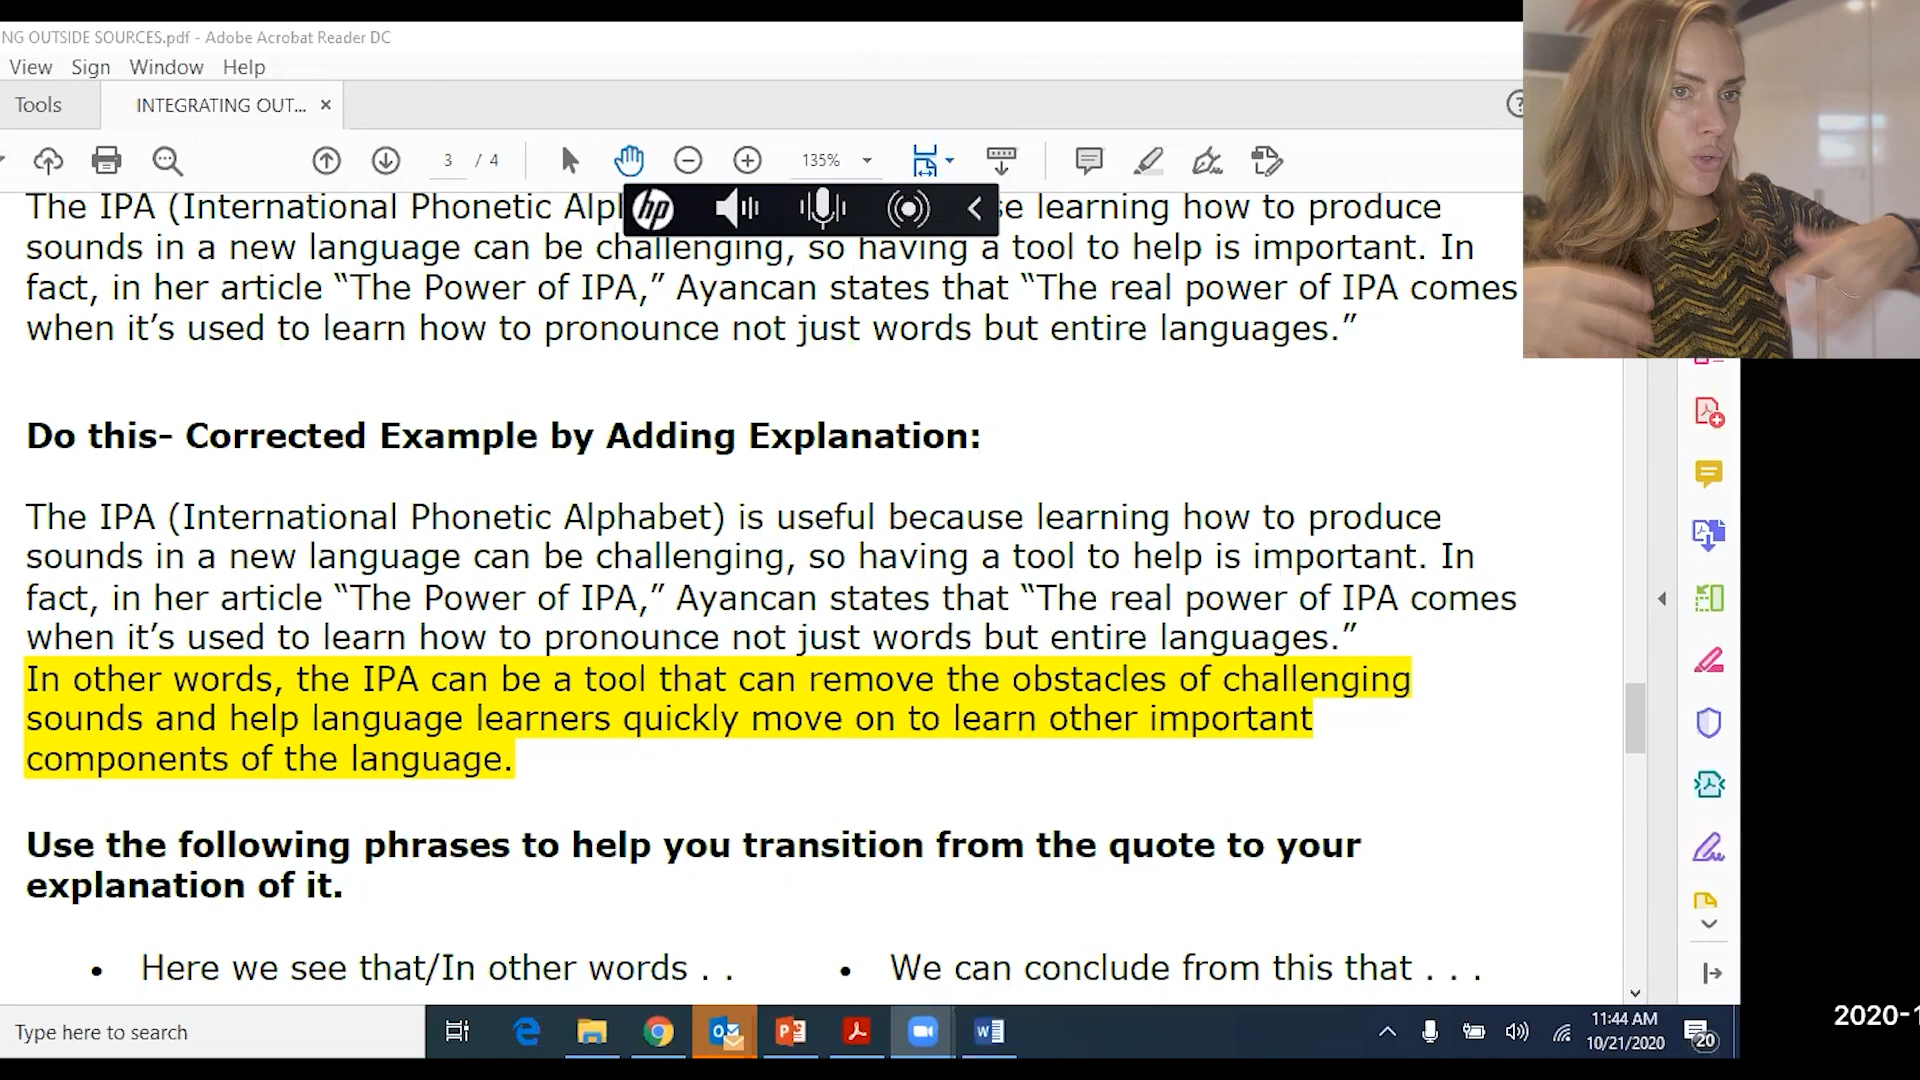 NG OUTSIDE SOURCES.pdf - Adobe Acrobat Reader DC
View Sign Window Help
Tools INTEGRATING OUT... ×
3 / 4 135%
hp
The IPA (International Phonetic Alp e learning how to produce
sounds in a new language can be challenging, so having a tool to help is important. In
fact, in her article “The Power of IPA,” Ayancan states that “The real power of IPA comes
when it’s used to learn how to pronounce not just words but entire languages.”
Do this- Corrected Example by Adding Explanation:
The IPA (International Phonetic Alphabet) is useful because learning how to produce
sounds in a new language can be challenging, so having a tool to help is important. In
fact, in her article “The Power of IPA,” Ayancan states that “The real power of IPA comes
when it’s used to learn how to pronounce not just words but entire languages.”
In other words, the IPA can be a tool that can remove the obstacles of challenging
sounds and help language learners quickly move on to learn other important
components of the language.
Use the following phrases to help you transition from the quote to your
explanation of it.
• Here we see that/In other words . .
• We can conclude from this that . . .
Type here to search
11:44 AM
10/21/2020
20
2020-1